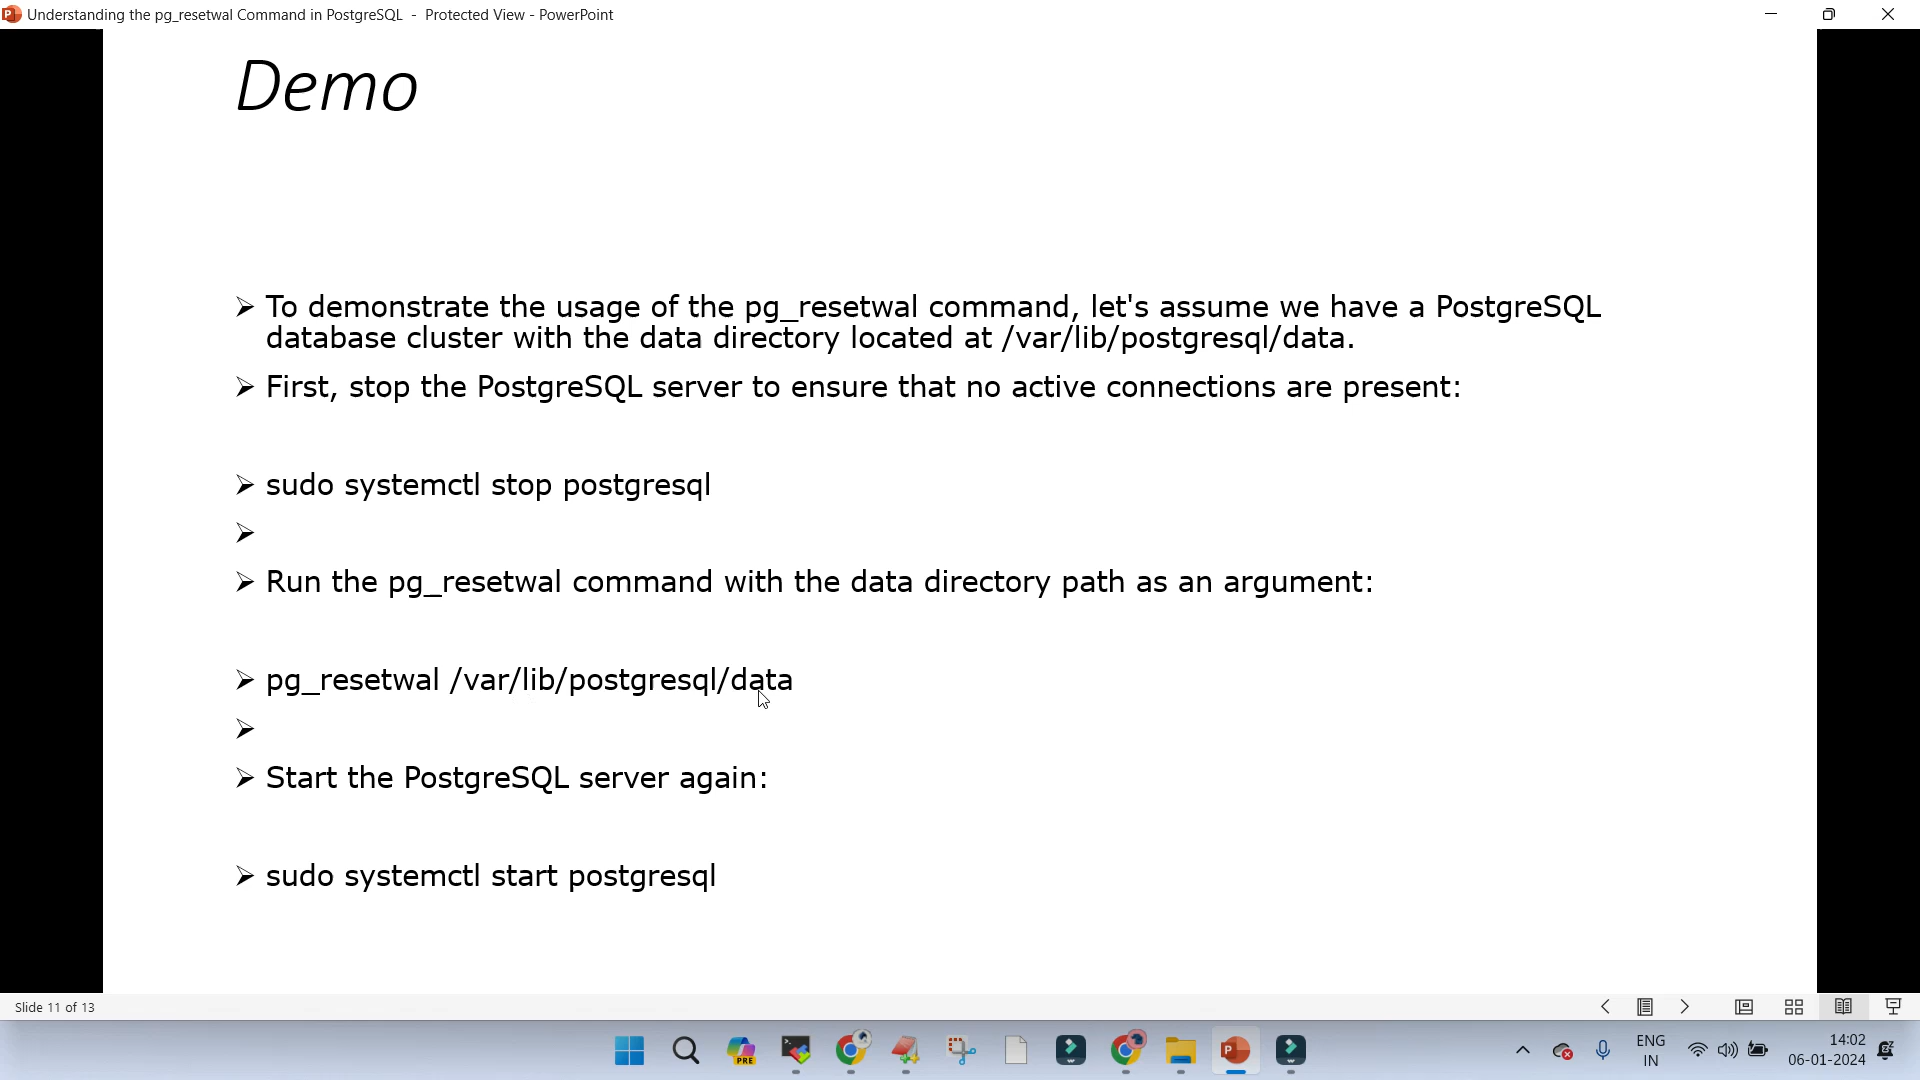 Understanding the pg_resetwal Command in PostgreSQL - Protected View - PowerPoint
Demo
➢ To demonstrate the usage of the pg_resetwal command, let's assume we have a PostgreSQL
database cluster with the data directory located at /var/lib/postgresql/data.
➢ First, stop the PostgreSQL server to ensure that no active connections are present:
➢ sudo systemctl stop postgresql
➢
➢ Run the pg_resetwal command with the data directory path as an argument:
➢ pg_resetwal /var/lib/postgresql/data
➢
➢ Start the PostgreSQL server again:
➢ sudo systemctl start postgresql
Slide 11 of 13
PRE
ENG
IN
14:02
06-01-2024